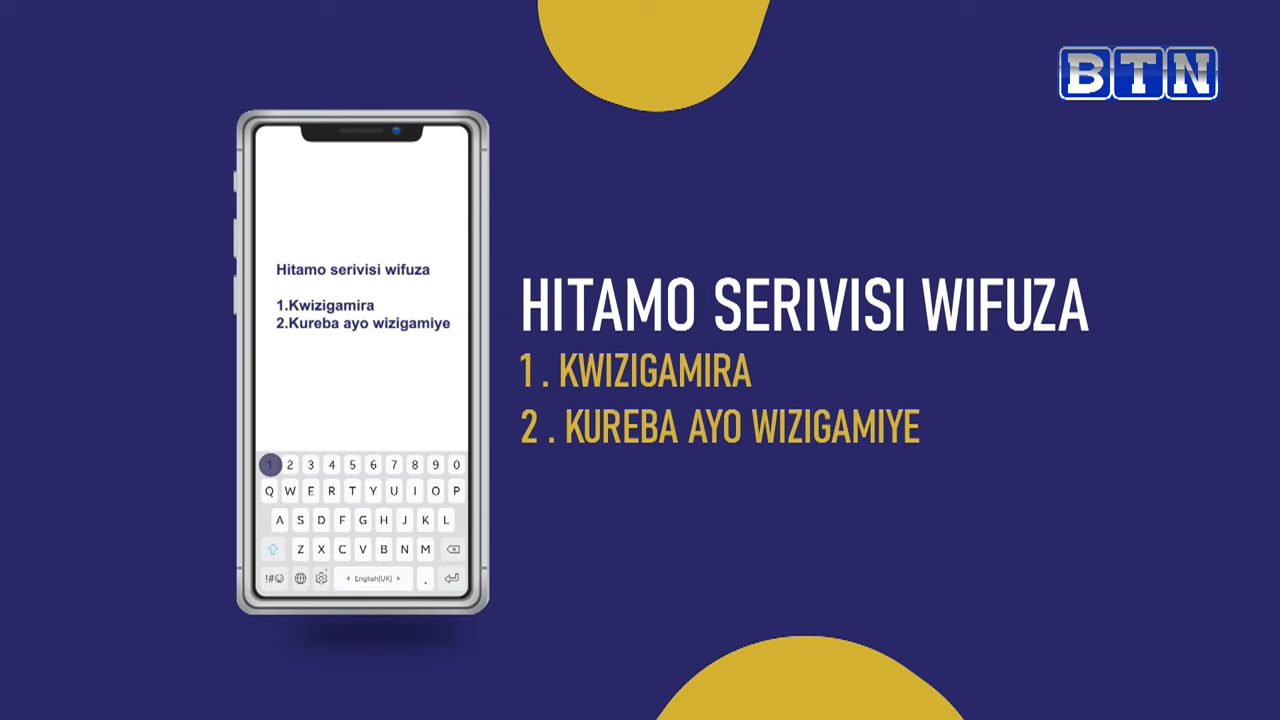 BTN
Hitamo serivisi wifuza
1.Kwizigamira
2.Kureba ayo wizigamiye
1 2 3 4 5 6 7 8 9 0
Q W E R T Y U I O P
A S D F G H J K L
Z X C V B N M
!#☺ English(UK) .
HITAMO SERIVISI WIFUZA
1 . KWIZIGAMIRA
2 . KUREBA AYO WIZIGAMIYE